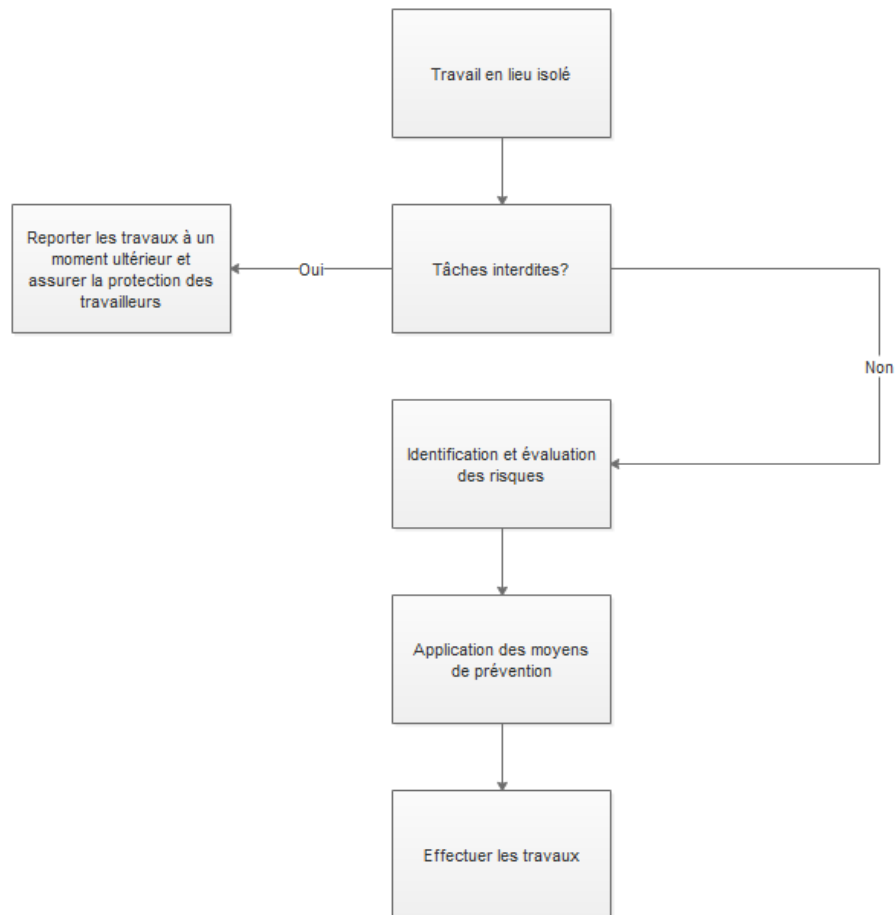 Travail en lieu isolé
Reporter les travaux à un
moment ultérieur et
assurer la protection des
travailleurs
Oui
Tâches interdites?
Non
Identification et évaluation
des risques
Application des moyens
de prévention
Effectuer les travaux